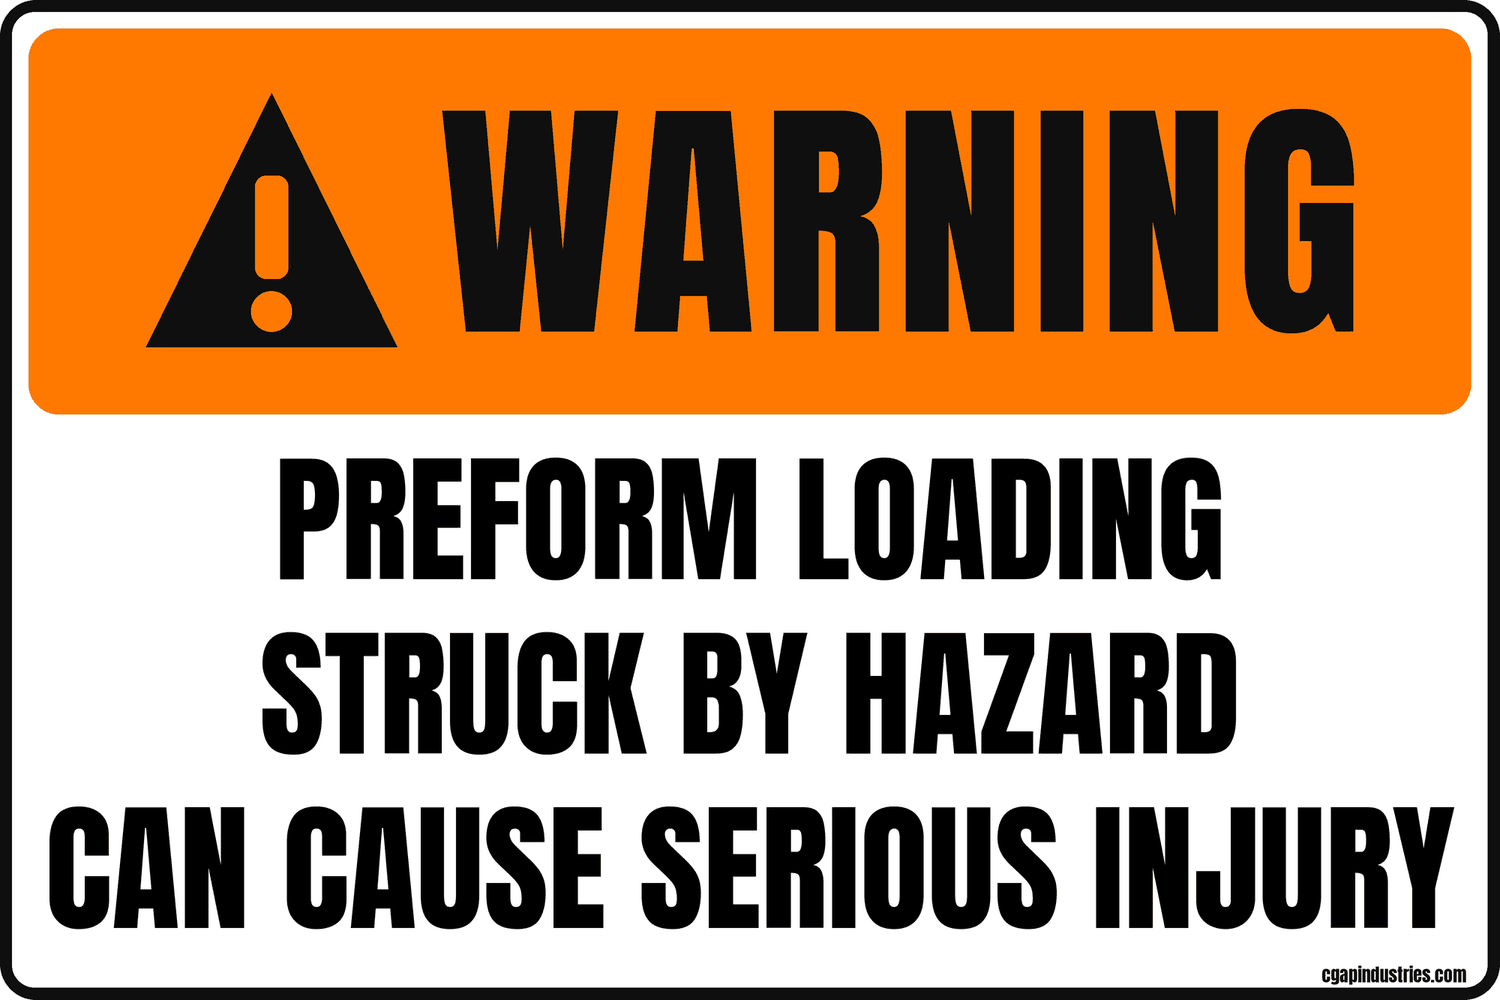 WARNING
PREFORM LOADING
STRUCK BY HAZARD
CAN CAUSE SERIOUS INJURY
cgapindustries.com